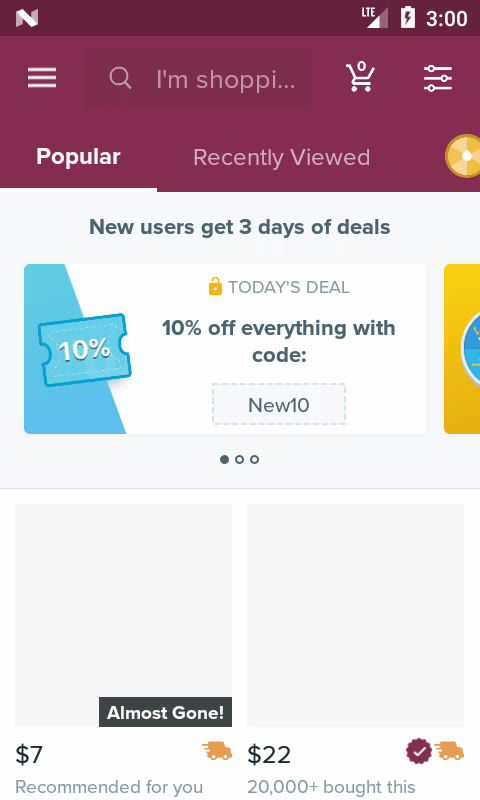 LTE 3:00
I'm shoppi... 0
Popular Recently Viewed
New users get 3 days of deals
TODAY'S DEAL
10% off everything with
code:
10%
New10
Almost Gone!
$7 $22
Recommended for you 20,000+ bought this